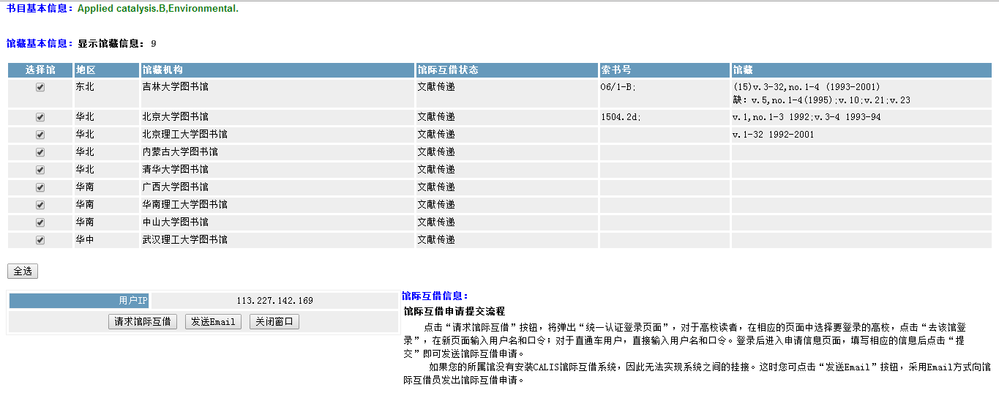 书目基本信息：Applied catalysis.B,Environmental.
馆藏基本信息：显示馆藏信息： 9
选择馆 地区 馆藏机构 馆际互借状态 索书号 馆藏
东北 吉林大学图书馆 文献传递 O6/1-B; (15)v.3-32,no.1-4 (1993-2001)
缺：v.5,no.1-4(1995);v.10;v.21;v.23
华北 北京大学图书馆 文献传递 1504.2d; v.1,no.1-3 1992;v.3-4 1993-94
华北 北京理工大学图书馆 文献传递 v.1-32 1992-2001
华北 内蒙古大学图书馆 文献传递
华北 清华大学图书馆 文献传递
华南 广西大学图书馆 文献传递
华南 华南理工大学图书馆 文献传递
华南 中山大学图书馆 文献传递
华中 武汉理工大学图书馆 文献传递
全选
用户IP 113.227.142.169
请求馆际互借 发送Email 关闭窗口
馆际互借信息：
馆际互借申请提交流程
点击“请求馆际互借”按钮，将弹出“统一认证登录页面”，对于高校读者，在相应的页面中选择要登录的高校，点击“去该馆登
录”，在新页面输入用户名和口令；对于直通车用户，直接输入用户名和口令。登录后进入申请信息页面，填写相应的信息后点击“提
交”即可发送馆际互借申请。
如果您的所属馆没有安装CALIS馆际互借系统，因此无法实现系统之间的挂接。这时您可点击“发送Email”按钮，采用Email方式向馆
际互借员发出馆际互借申请。